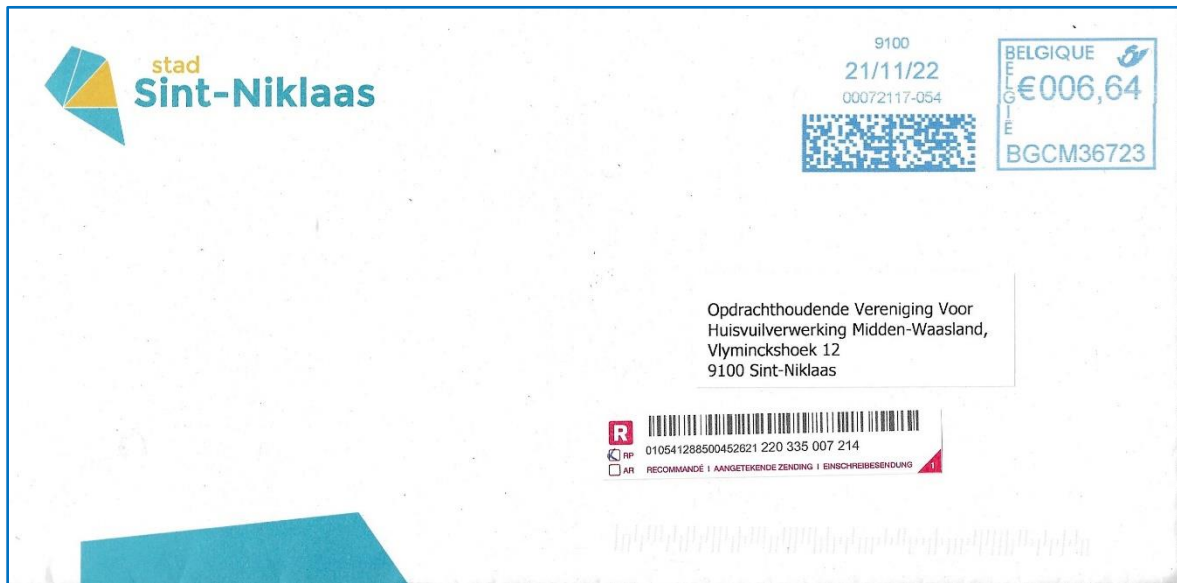 stad
Sint-Niklaas
9100
21/11/22
00072117-054
BELGIQUE
BELGIË
€006,64
BGCM36723
Opdrachthoudende Vereniging Voor
Huisvuilverwerking Midden-Waasland,
Vlyminckshoek 12
9100 Sint-Niklaas
R
RP
010541288500452621 220 335 007 214
AR
RECOMMANDÉ I AANGETEKENDE ZENDING I EINSCHREIBESENDUNG
1